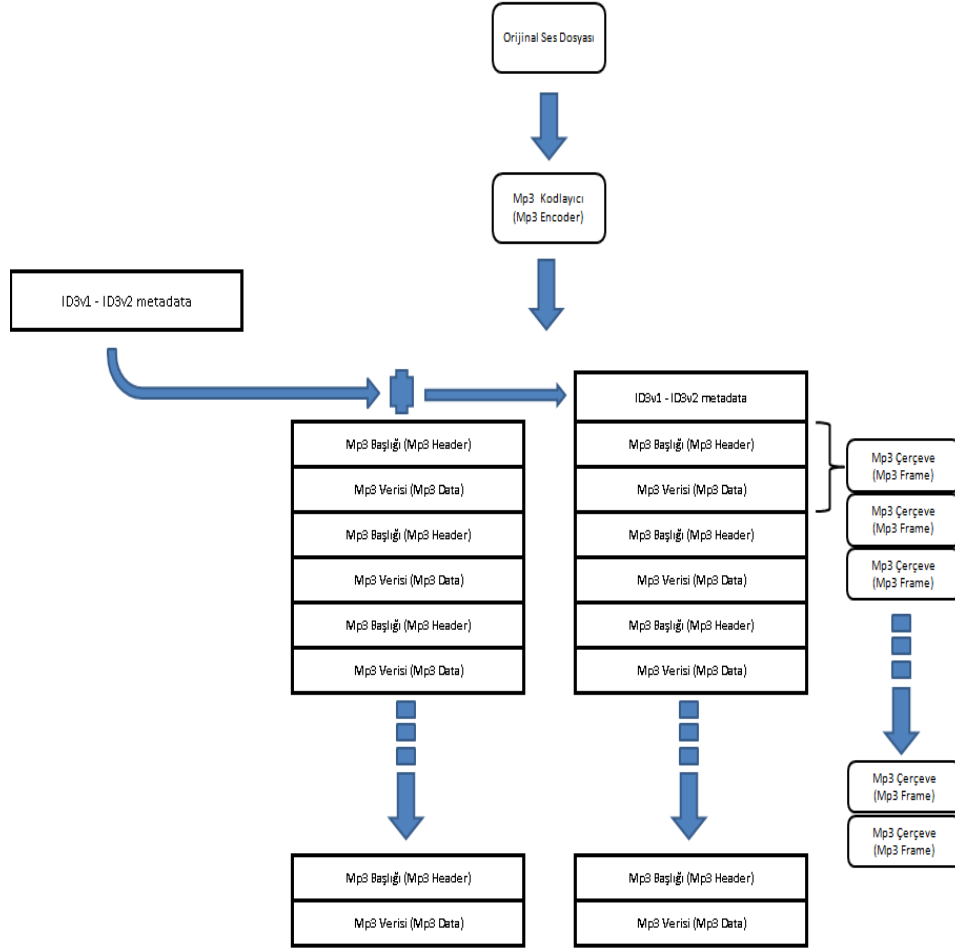 Orijinal Ses Dosyası
Mp3 Kodlayıcı
(Mp3 Encoder)
ID3v1 - ID3v2 metadata
ID3v1 - ID3v2 metadata
Mp3 Başlığı (Mp3 Header)
Mp3 Verisi (Mp3 Data)
Mp3 Başlığı (Mp3 Header)
Mp3 Verisi (Mp3 Data)
Mp3 Başlığı (Mp3 Header)
Mp3 Verisi (Mp3 Data)
Mp3 Başlığı (Mp3 Header)
Mp3 Verisi (Mp3 Data)
Mp3 Başlığı (Mp3 Header)
Mp3 Verisi (Mp3 Data)
Mp3 Başlığı (Mp3 Header)
Mp3 Verisi (Mp3 Data)
Mp3 Başlığı (Mp3 Header)
Mp3 Verisi (Mp3 Data)
Mp3 Başlığı (Mp3 Header)
Mp3 Verisi (Mp3 Data)
Mp3 Çerçeve
(Mp3 Frame)
Mp3 Çerçeve
(Mp3 Frame)
Mp3 Çerçeve
(Mp3 Frame)
Mp3 Çerçeve
(Mp3 Frame)
Mp3 Çerçeve
(Mp3 Frame)